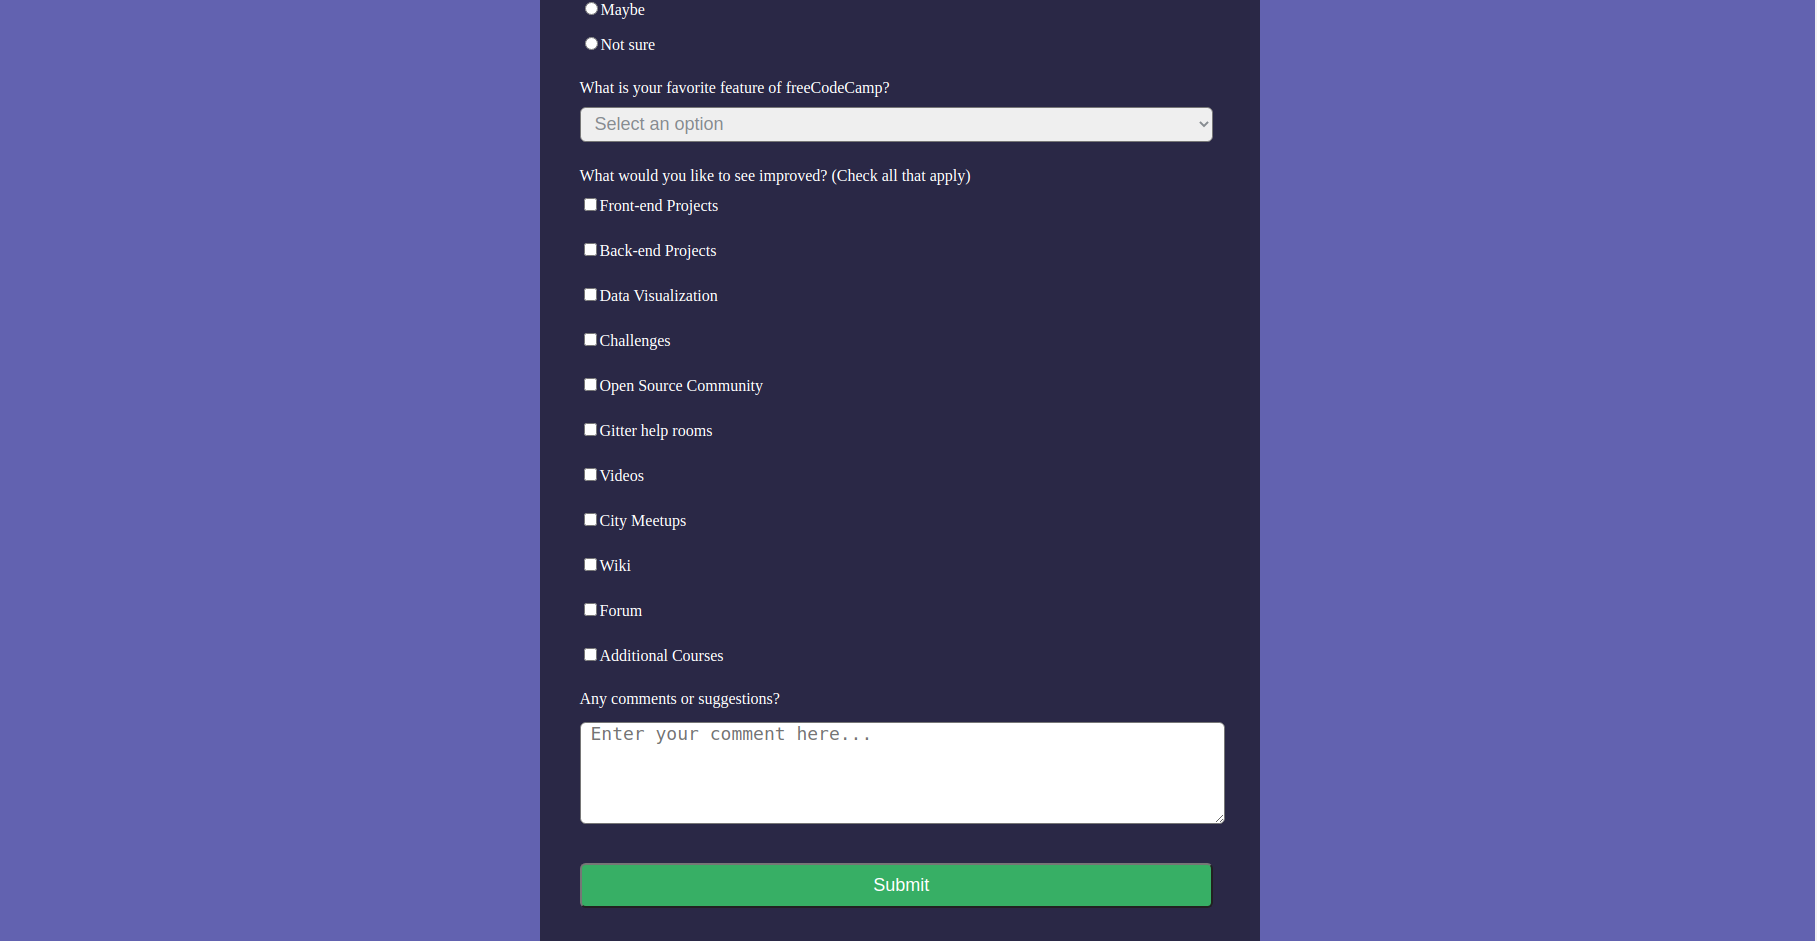 Maybe
Not sure
What is your favorite feature of freeCodeCamp?
Select an option
What would you like to see improved? (Check all that apply)
Front-end Projects
Back-end Projects
Data Visualization
Challenges
Open Source Community
Gitter help rooms
Videos
City Meetups
Wiki
Forum
Additional Courses
Any comments or suggestions?
Enter your comment here...
Submit